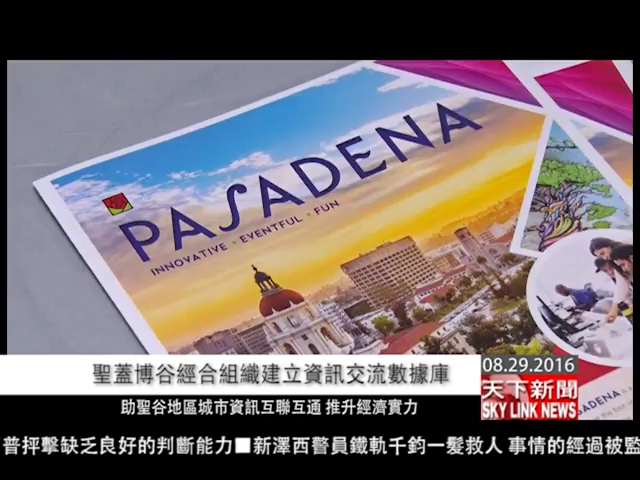 PASADENA
INNOVATIVE • EVENTFUL • FUN
聖蓋博谷經合組織建立資訊交流數據庫
助聖谷地區城市資訊互聯互通 推升經濟實力
08.29.2016
天下新聞
SKY LINK NEWS
普抨擊缺乏良好的判斷能力■新澤西警員鐵軌千鈞一髮救人 事情的經過被監